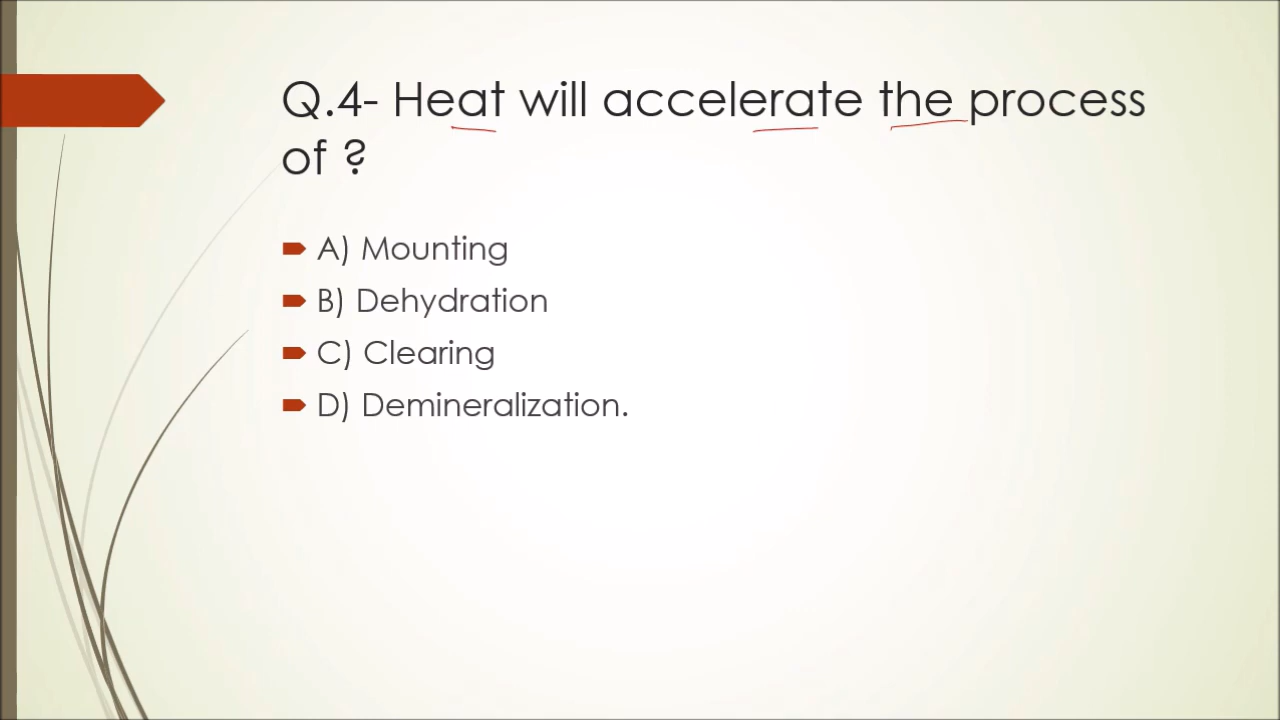 Q.4- Heat will accelerate the process
of ?
A) Mounting
B) Dehydration
C) Clearing
D) Demineralization.